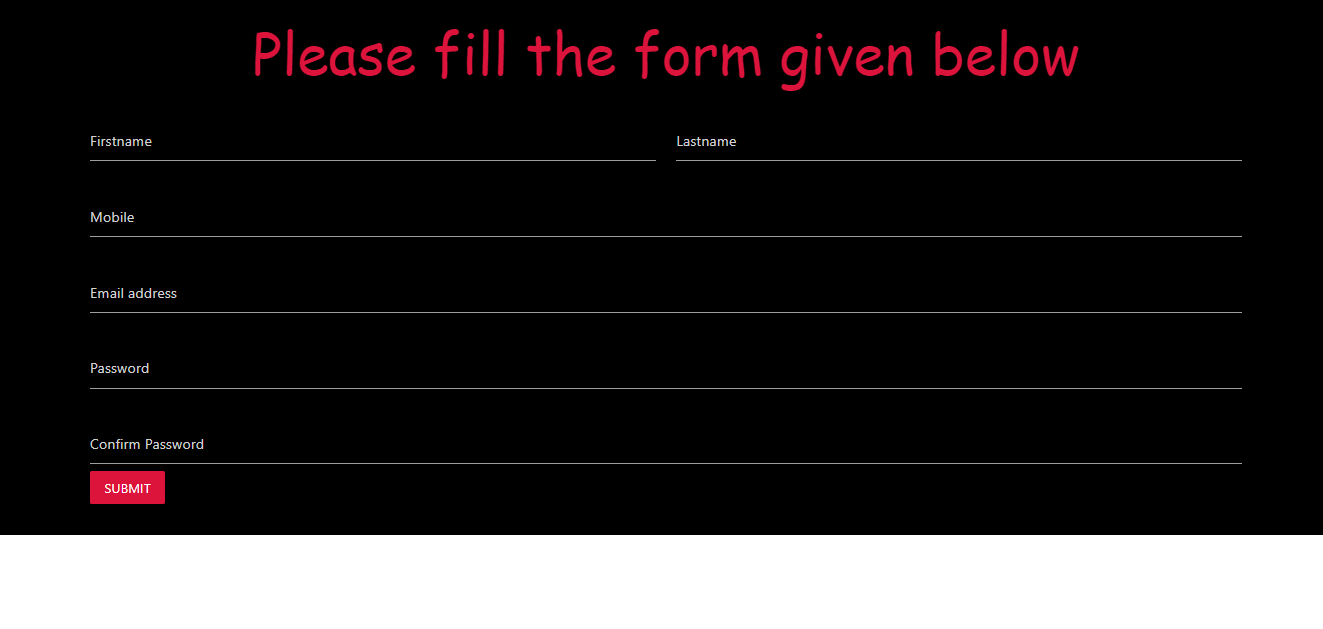 Please fill the form given below
Firstname Lastname
Mobile
Email address
Password
Confirm Password
SUBMIT